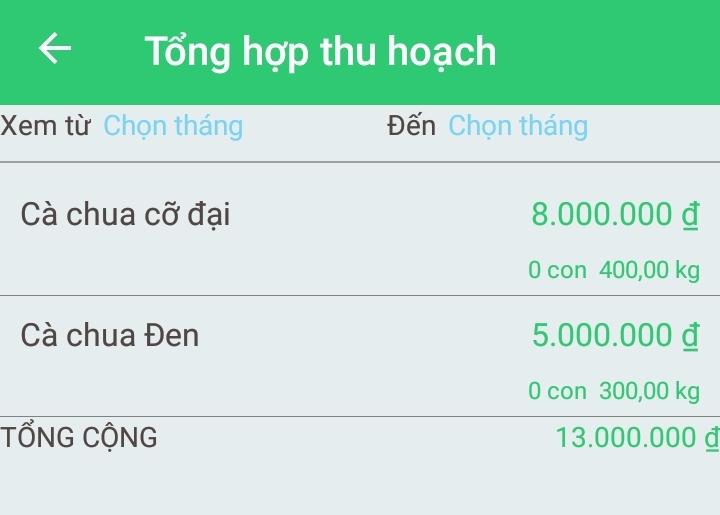 Tổng hợp thu hoạch
Xem từ Chọn tháng Đến Chọn tháng
Cà chua cỡ đại 8.000.000 ₫
0 con 400,00 kg
Cà chua Đen 5.000.000 ₫
0 con 300,00 kg
TỔNG CỘNG 13.000.000 ₫